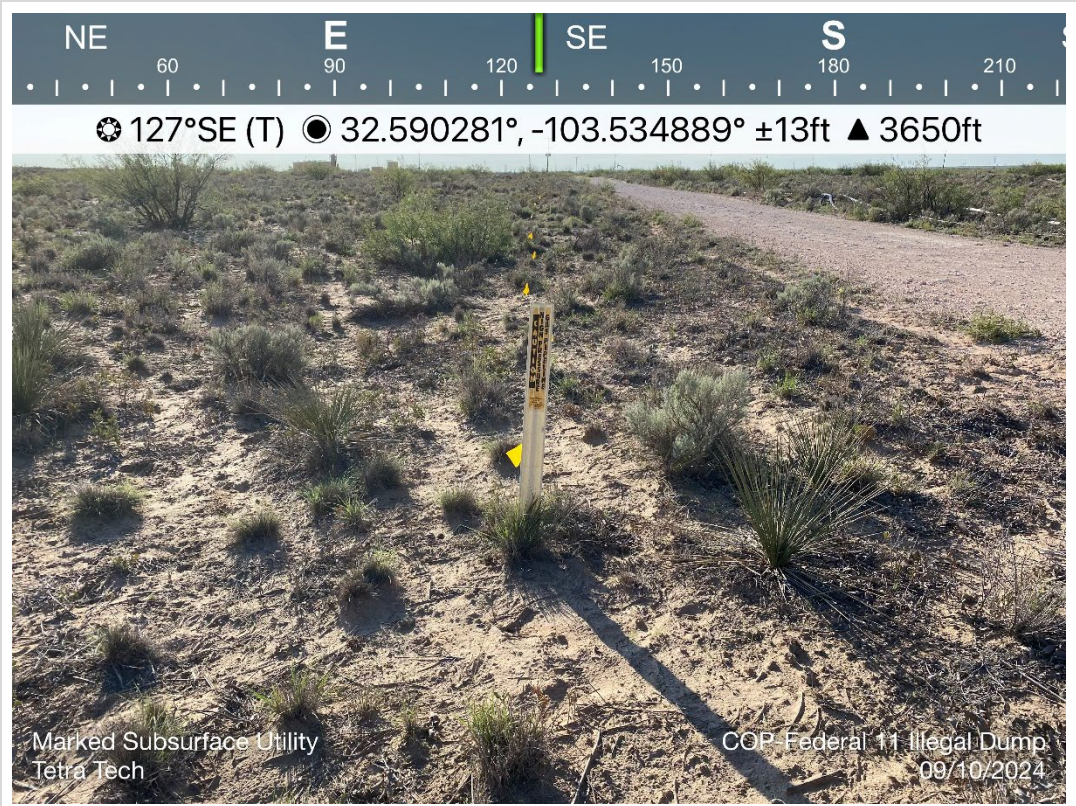 NE E SE S
60 90 120 150 180 210
127°SE (T) 32.590281°, -103.534889° ±13ft ▲ 3650ft
Marked Subsurface Utility
Tetra Tech
COP-Federal 11 Illegal Dump
09/10/2024